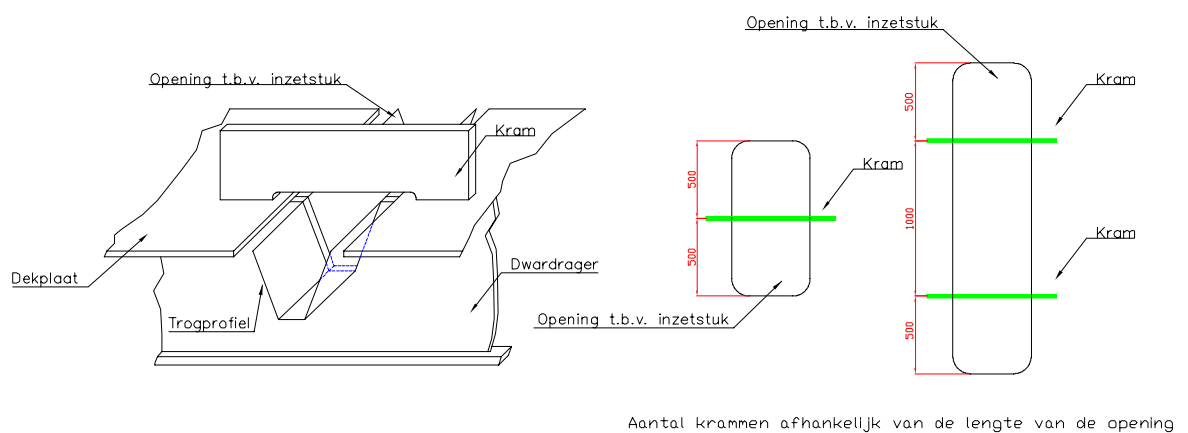 Opening t.b.v. inzetstuk
Kram
Dekplaat
Trogprofiel
Dwardrager
Opening t.b.v. inzetstuk
500
500
Kram
Opening t.b.v. inzetstuk
500
1000
500
Kram
Kram
Aantal krammen afhankelijk van de lengte van de opening